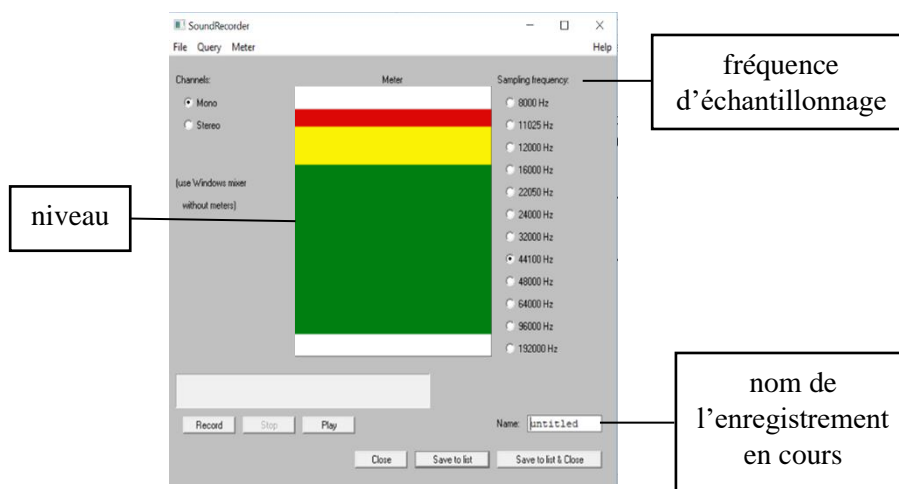 SoundRecorder
File Query Meter Help
Channels:
Mono
Stereo
(use Windows mixer
without meters)
Meter
Sampling frequency:
8000 Hz
11025 Hz
12000 Hz
16000 Hz
22050 Hz
24000 Hz
32000 Hz
44100 Hz
48000 Hz
64000 Hz
96000 Hz
192000 Hz
Record Stop Play
Name: untitled
Close Save to list Save to list & Close
niveau
fréquence
d’échantillonnage
nom de
l’enregistrement
en cours